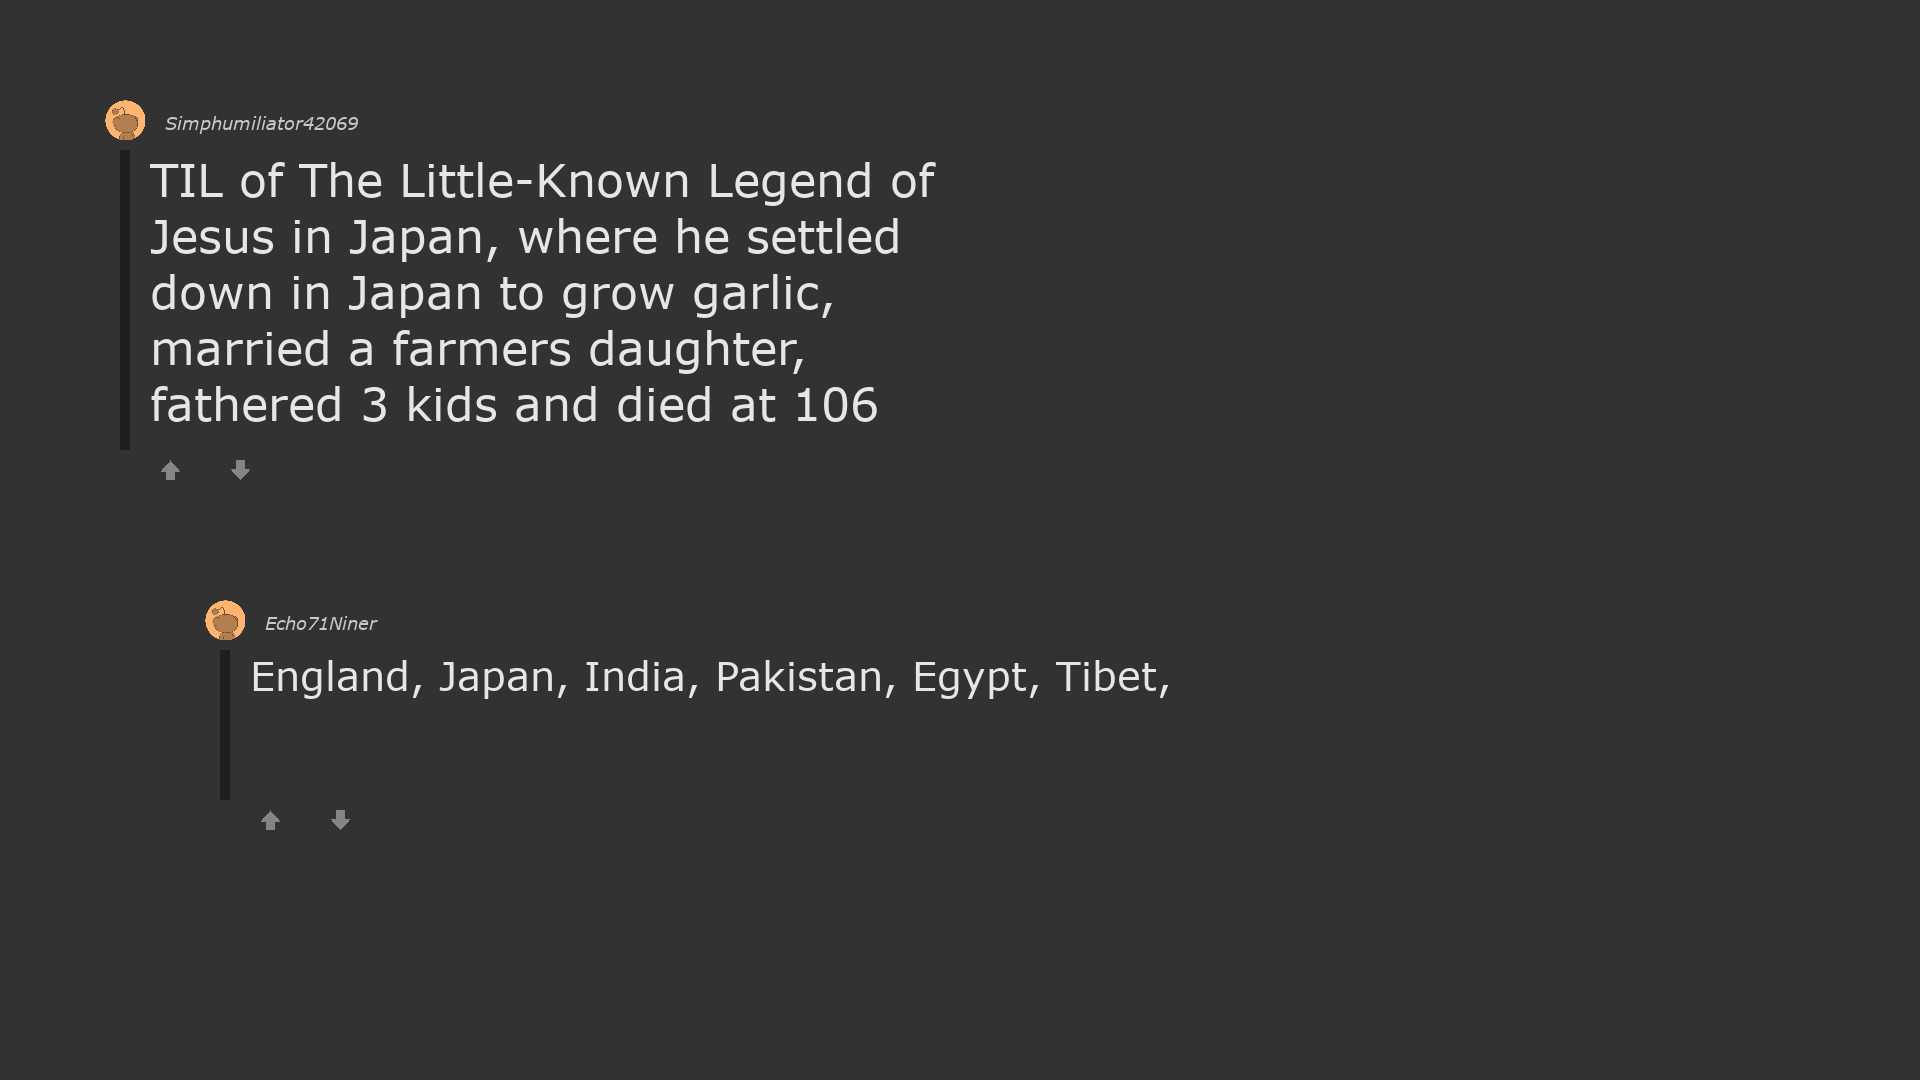 Simphumiliator42069
TIL of The Little-Known Legend of
Jesus in Japan, where he settled
down in Japan to grow garlic,
married a farmers daughter,
fathered 3 kids and died at 106
Echo71Niner
England, Japan, India, Pakistan, Egypt, Tibet,